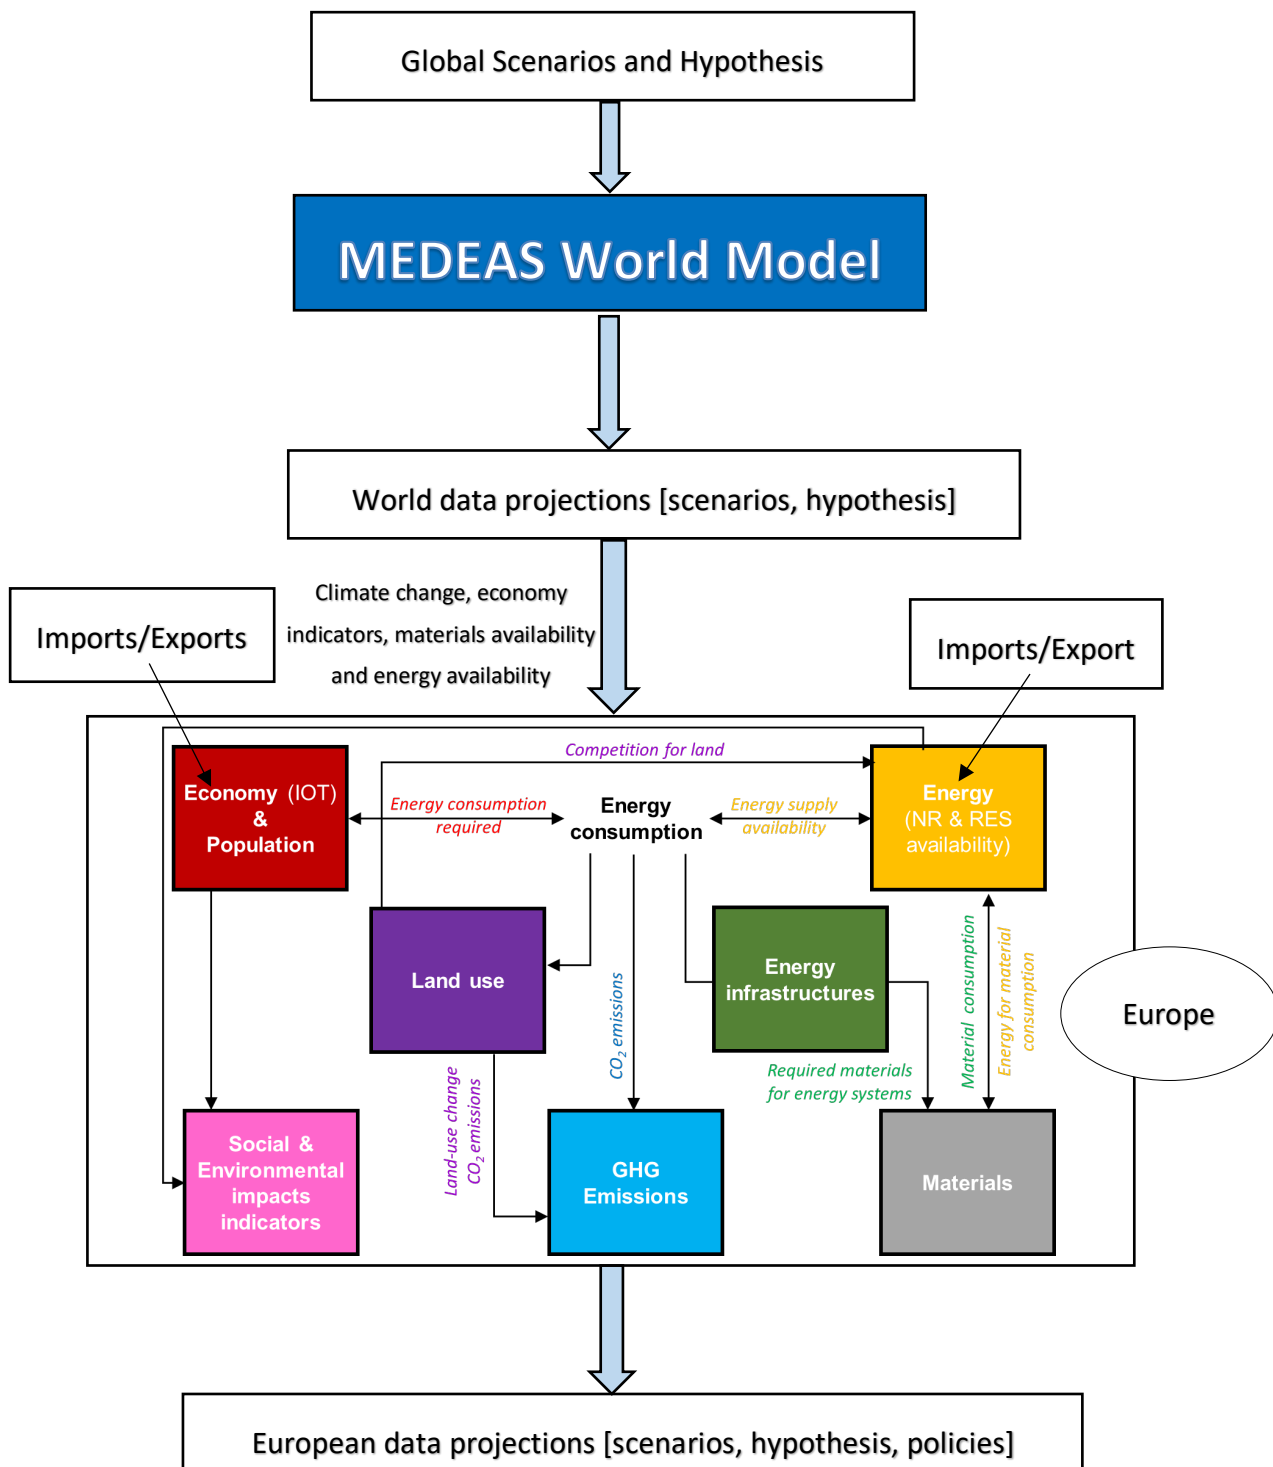 Global Scenarios and Hypothesis
MEDEAS World Model
World data projections [scenarios, hypothesis]
Climate change, economy
indicators, materials availability
and energy availability
Imports/Exports
Imports/Export
Competition for land
Economy (IOT)
&
Population
Energy consumption
required
Energy
consumption
Energy supply
availability
Energy
(NR & RES
availability)
Land use
Energy
infrastructures
Material consumption
Energy for material
consumption
Europe
CO₂ emissions
Land-use change
CO₂ emissions
Required materials
for energy systems
Social &
Environmental
impacts
indicators
GHG
Emissions
Materials
European data projections [scenarios, hypothesis, policies]